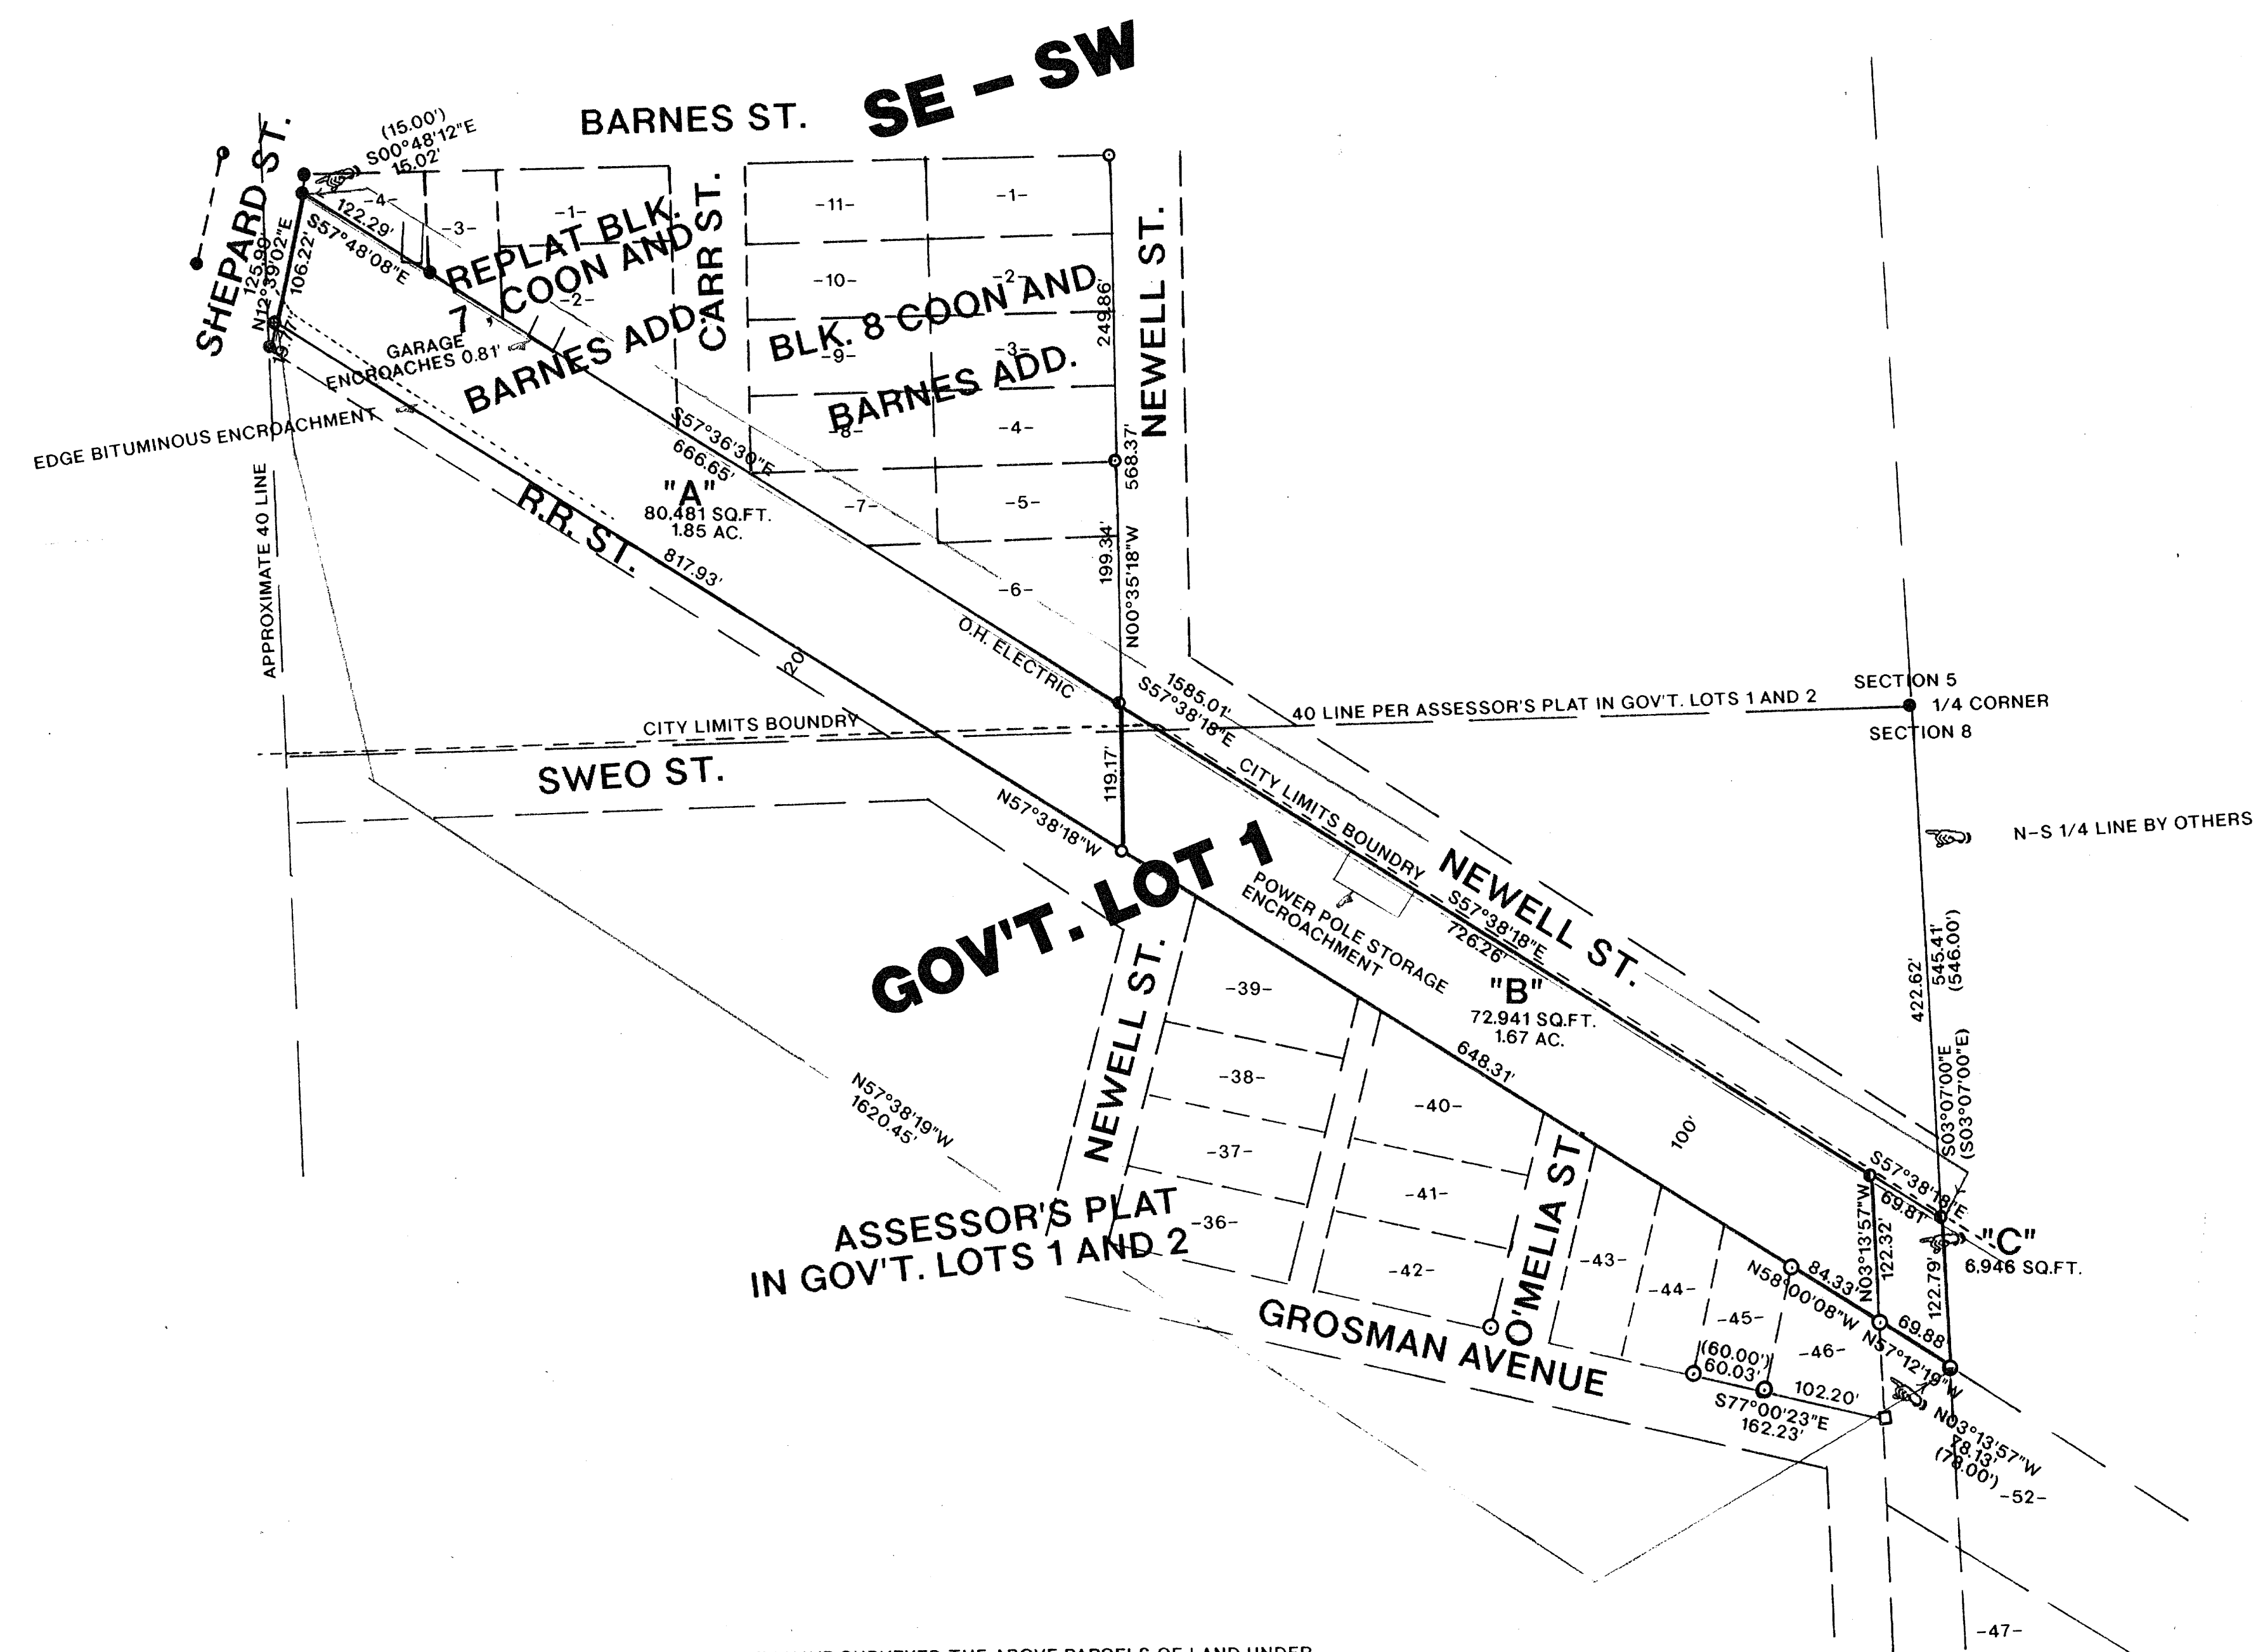 SE – SW
BARNES ST.
SHEPARD ST.
(15.00')
S00°48'12"E
15.02'
-4-
122.29'
S57°48'08"E
-3-
-1-
-2-
REPLAT BLK.
7, COON AND
BARNES ADD.
CARR ST.
125.99'
N12°39'02"E
106.22'
GARAGE
ENCROACHES 0.81'
EDGE BITUMINOUS ENCROACHMENT
APPROXIMATE 40 LINE
-11-
-1-
-10-
-2-
BLK. 8 COON AND
-9-
-3-
BARNES ADD.
-8-
-4-
-7-
-5-
-6-
249.86'
568.37'
199.34'
N00°35'18"W
NEWELL ST.
S57°36'30"E
666.65'
"A"
80,481 SQ.FT.
1.85 AC.
R.R. ST.
817.93'
20'
O.H. ELECTRIC
CITY LIMITS BOUNDRY
SWEO ST.
1585.01'
S57°38'18"E
40 LINE PER ASSESSOR'S PLAT IN GOV'T. LOTS 1 AND 2
SECTION 5
1/4 CORNER
SECTION 8
119.17'
N57°38'18"W
CITY LIMITS BOUNDRY
N-S 1/4 LINE BY OTHERS
GOV'T. LOT 1
POWER POLE STORAGE
ENCROACHMENT
NEWELL ST.
S57°38'18"E
726.26'
"B"
72,941 SQ.FT.
1.67 AC.
648.31'
100'
422.62'
545.41'
(546.00')
S03°07'00"E
(S03°07'00"E)
NEWELL ST.
-39-
-38-
-37-
-36-
-40-
-41-
-42-
O'MELIA ST.
-43-
-44-
-45-
-46-
N57°38'19"W
1620.45'
ASSESSOR'S PLAT
IN GOV'T. LOTS 1 AND 2
GROSMAN AVENUE
S57°38'18"E
69.81'
N03°13'57"W
122.32'
122.79'
"C"
6,946 SQ.FT.
84.33'
N58°00'08"W
69.88
N57°12'19"W
(60.00')
60.03'
102.20'
S77°00'23"E
162.23'
N03°13'57"W
78.13'
(78.00')
-52-
-47-
SURVEYED THE ABOVE PARCELS OF LAND UNDER